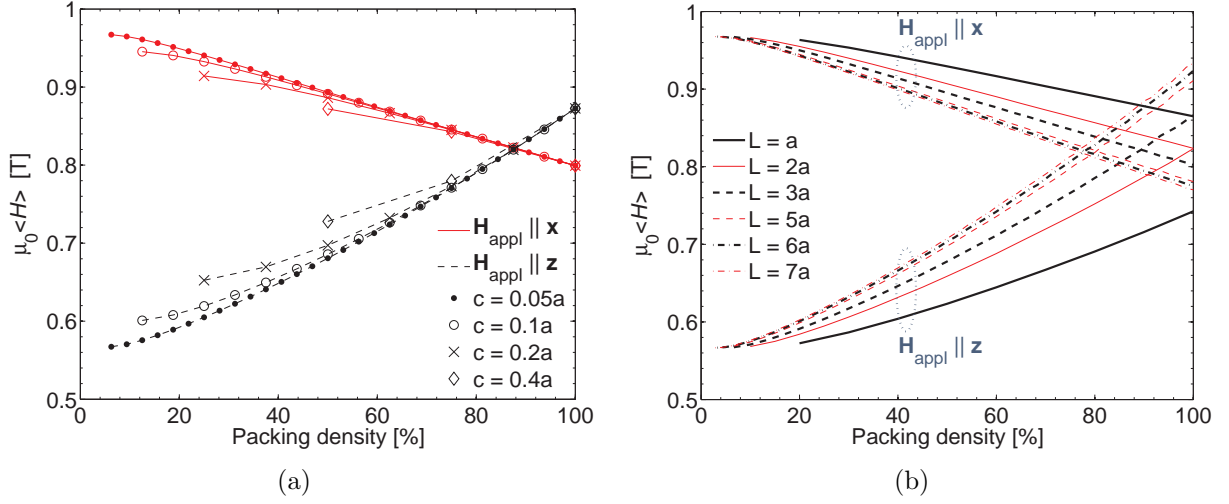 1
0.9
0.8
0.7
0.6
0.5
μ0<H> [T]
0 20 40 60 80 100
Packing density [%]
Happl || x
Happl || z
c = 0.05a
c = 0.1a
c = 0.2a
c = 0.4a
(a)
1
0.9
0.8
0.7
0.6
0.5
μ0<H> [T]
0 20 40 60 80 100
Packing density [%]
Happl || x
L = a
L = 2a
L = 3a
L = 5a
L = 6a
L = 7a
Happl || z
(b)